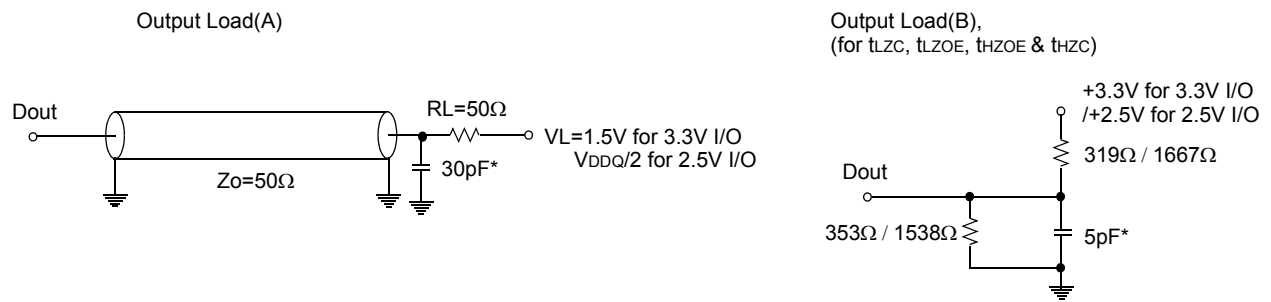 Output Load(A)
Dout
Zo=50Ω
RL=50Ω
30pF*
VL=1.5V for 3.3V I/O
VDDQ/2 for 2.5V I/O
Output Load(B),
(for tLZC, tLZOE, tHZOE & tHZC)
+3.3V for 3.3V I/O
/+2.5V for 2.5V I/O
319Ω / 1667Ω
Dout
353Ω / 1538Ω
5pF*